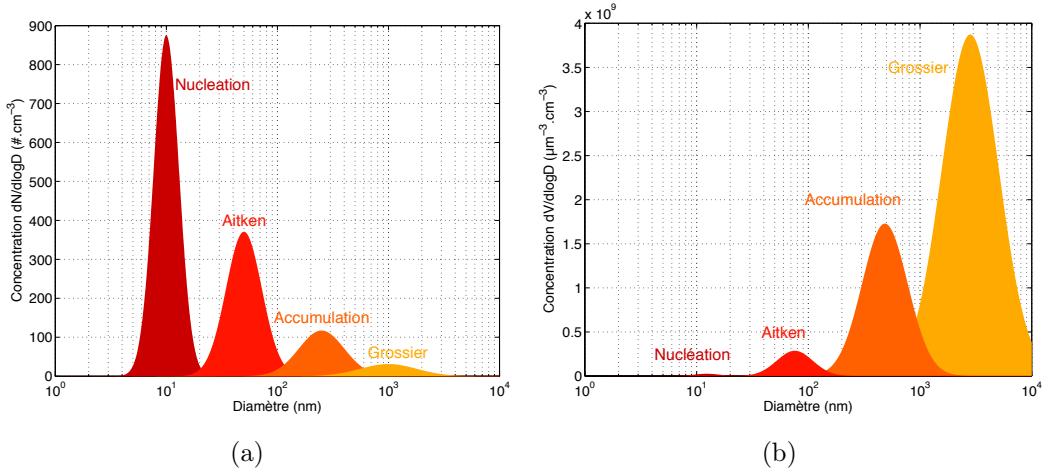 900
800
700
600
500
400
300
200
100
0
Concentration dN/dlogD (#.cm⁻³)
Nucleation
Aitken
Accumulation
Grossier
10⁰ 10¹ 10² 10³ 10⁴
Diamètre (nm)
(a)
x 10⁹
4
3.5
3
2.5
2
1.5
1
0.5
0
Concentration dV/dlogD (µm⁻³.cm⁻³)
Grossier
Accumulation
Aitken
Nucléation
10⁰ 10¹ 10² 10³ 10⁴
Diamètre (nm)
(b)